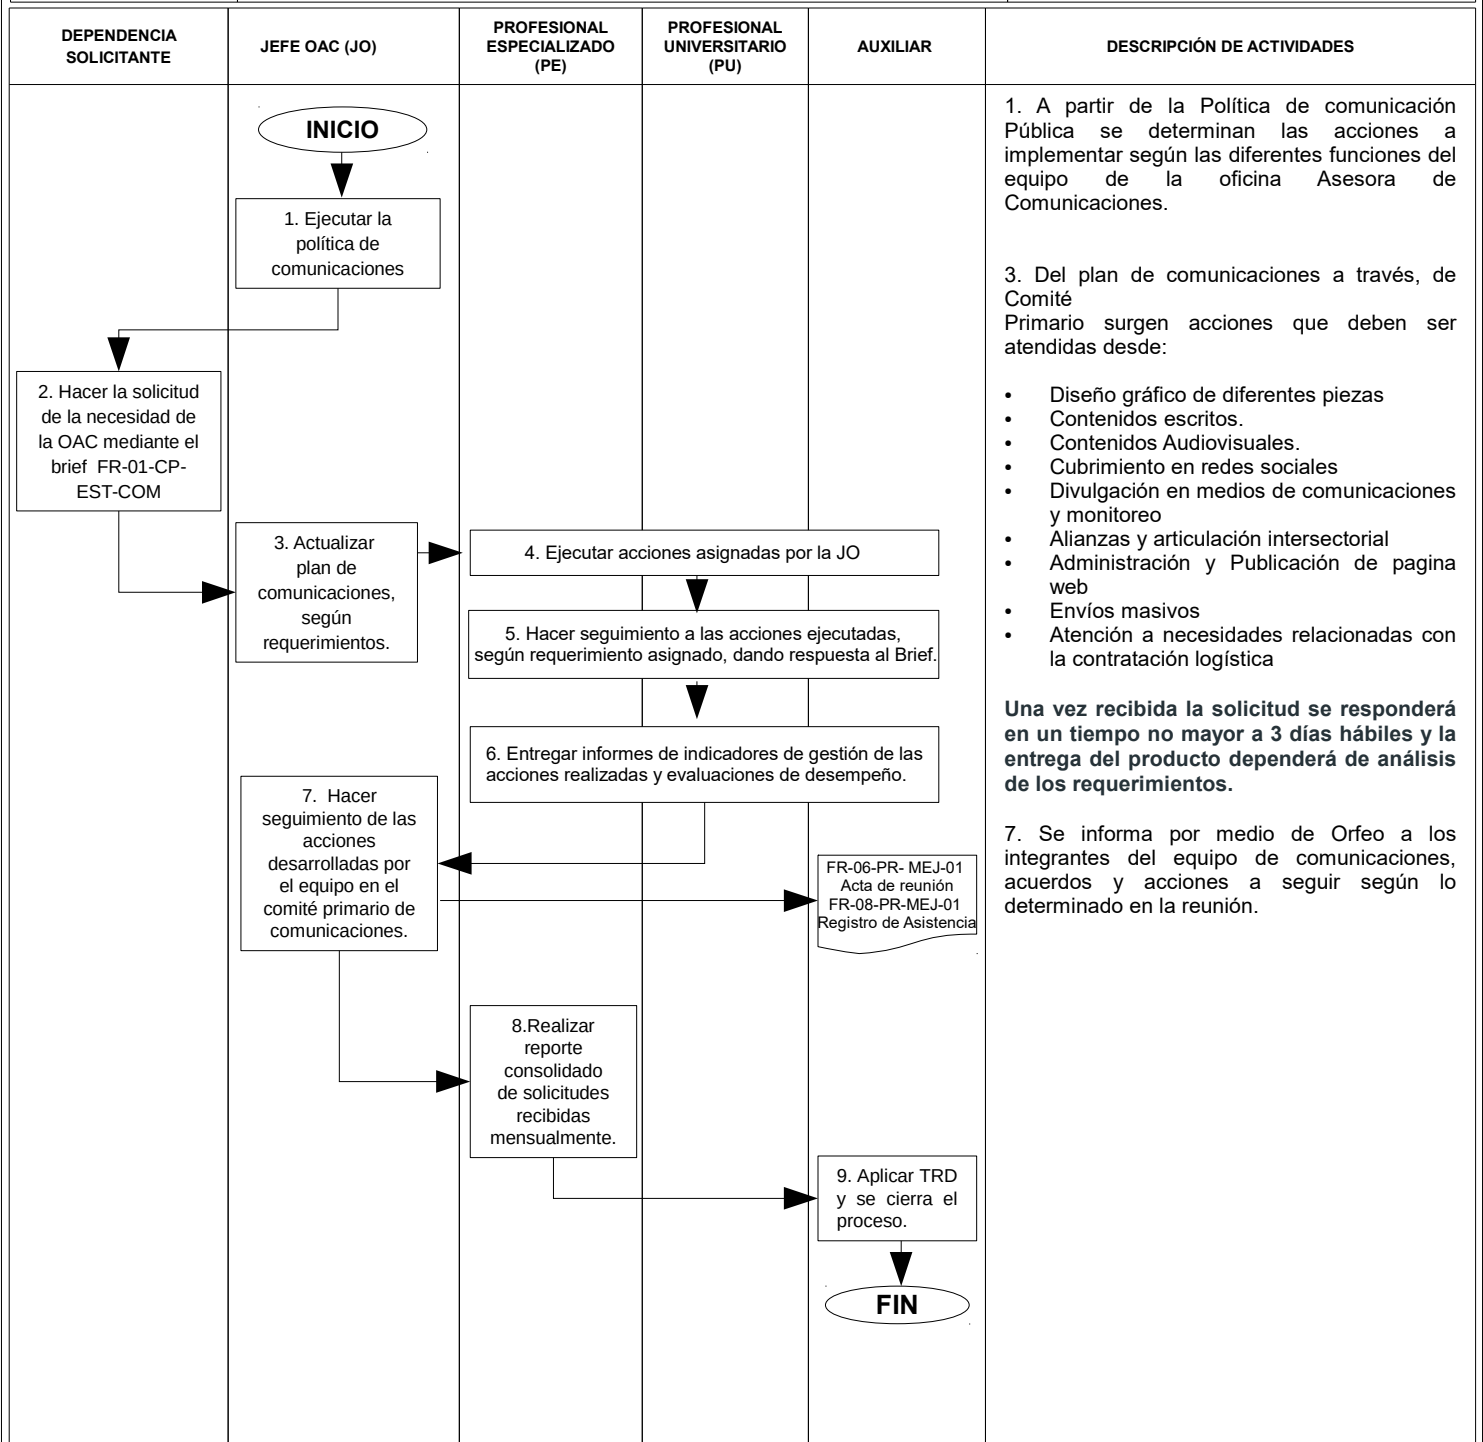 DEPENDENCIA
SOLICITANTE
JEFE OAC (JO)
PROFESIONAL
ESPECIALIZADO
(PE)
PROFESIONAL
UNIVERSITARIO
(PU)
AUXILIAR
DESCRIPCIÓN DE ACTIVIDADES
INICIO
1. Ejecutar la
política de
comunicaciones
2. Hacer la solicitud
de la necesidad de
la OAC mediante el
brief FR-01-CP-
EST-COM
3. Actualizar
plan de
comunicaciones,
según
requerimientos.
4. Ejecutar acciones asignadas por la JO
5. Hacer seguimiento a las acciones ejecutadas,
según requerimiento asignado, dando respuesta al Brief.
6. Entregar informes de indicadores de gestión de las
acciones realizadas y evaluaciones de desempeño.
7. Hacer
seguimiento de las
acciones
desarrolladas por
el equipo en el
comité primario de
comunicaciones.
FR-06-PR- MEJ-01
Acta de reunión
FR-08-PR-MEJ-01
Registro de Asistencia
8.Realizar
reporte
consolidado
de solicitudes
recibidas
mensualmente.
9. Aplicar TRD
y se cierra el
proceso.
FIN
1. A partir de la Política de comunicación
Pública se determinan las acciones a
implementar según las diferentes funciones del
equipo de la oficina Asesora de
Comunicaciones.
3. Del plan de comunicaciones a través, de
Comité
Primario surgen acciones que deben ser
atendidas desde:
• Diseño gráfico de diferentes piezas
• Contenidos escritos.
• Contenidos Audiovisuales.
• Cubrimiento en redes sociales
• Divulgación en medios de comunicaciones
y monitoreo
• Alianzas y articulación intersectorial
• Administración y Publicación de pagina
web
• Envíos masivos
• Atención a necesidades relacionadas con
la contratación logística
Una vez recibida la solicitud se responderá
en un tiempo no mayor a 3 días hábiles y la
entrega del producto dependerá de análisis
de los requerimientos.
7. Se informa por medio de Orfeo a los
integrantes del equipo de comunicaciones,
acuerdos y acciones a seguir según lo
determinado en la reunión.